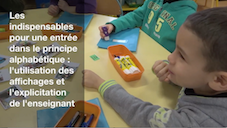 Les
indispensables
pour une entrée
dans le principe
alphabétique :
l'utilisation des
affichages et
l'explicitation
de l'enseignant